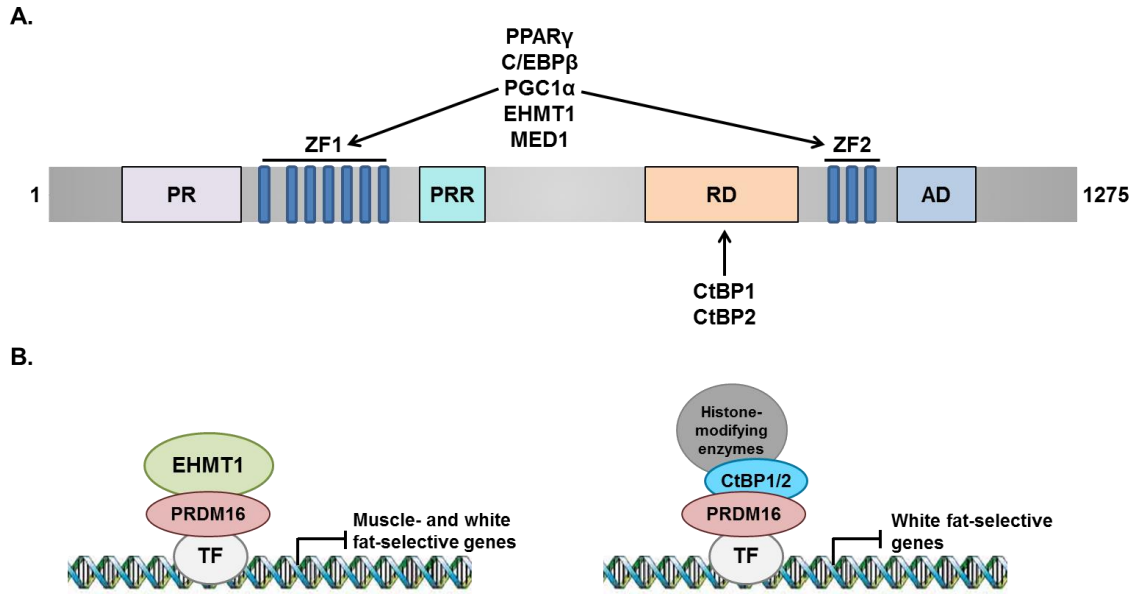 A.
PPARγ
C/EBPβ
PGC1α
EHMT1
MED1
ZF1
ZF2
1
PR
PRR
RD
AD
1275
CtBP1
CtBP2
B.
EHMT1
PRDM16
TF
Muscle- and white
fat-selective genes
Histone-
modifying
enzymes
CtBP1/2
PRDM16
TF
White fat-selective
genes